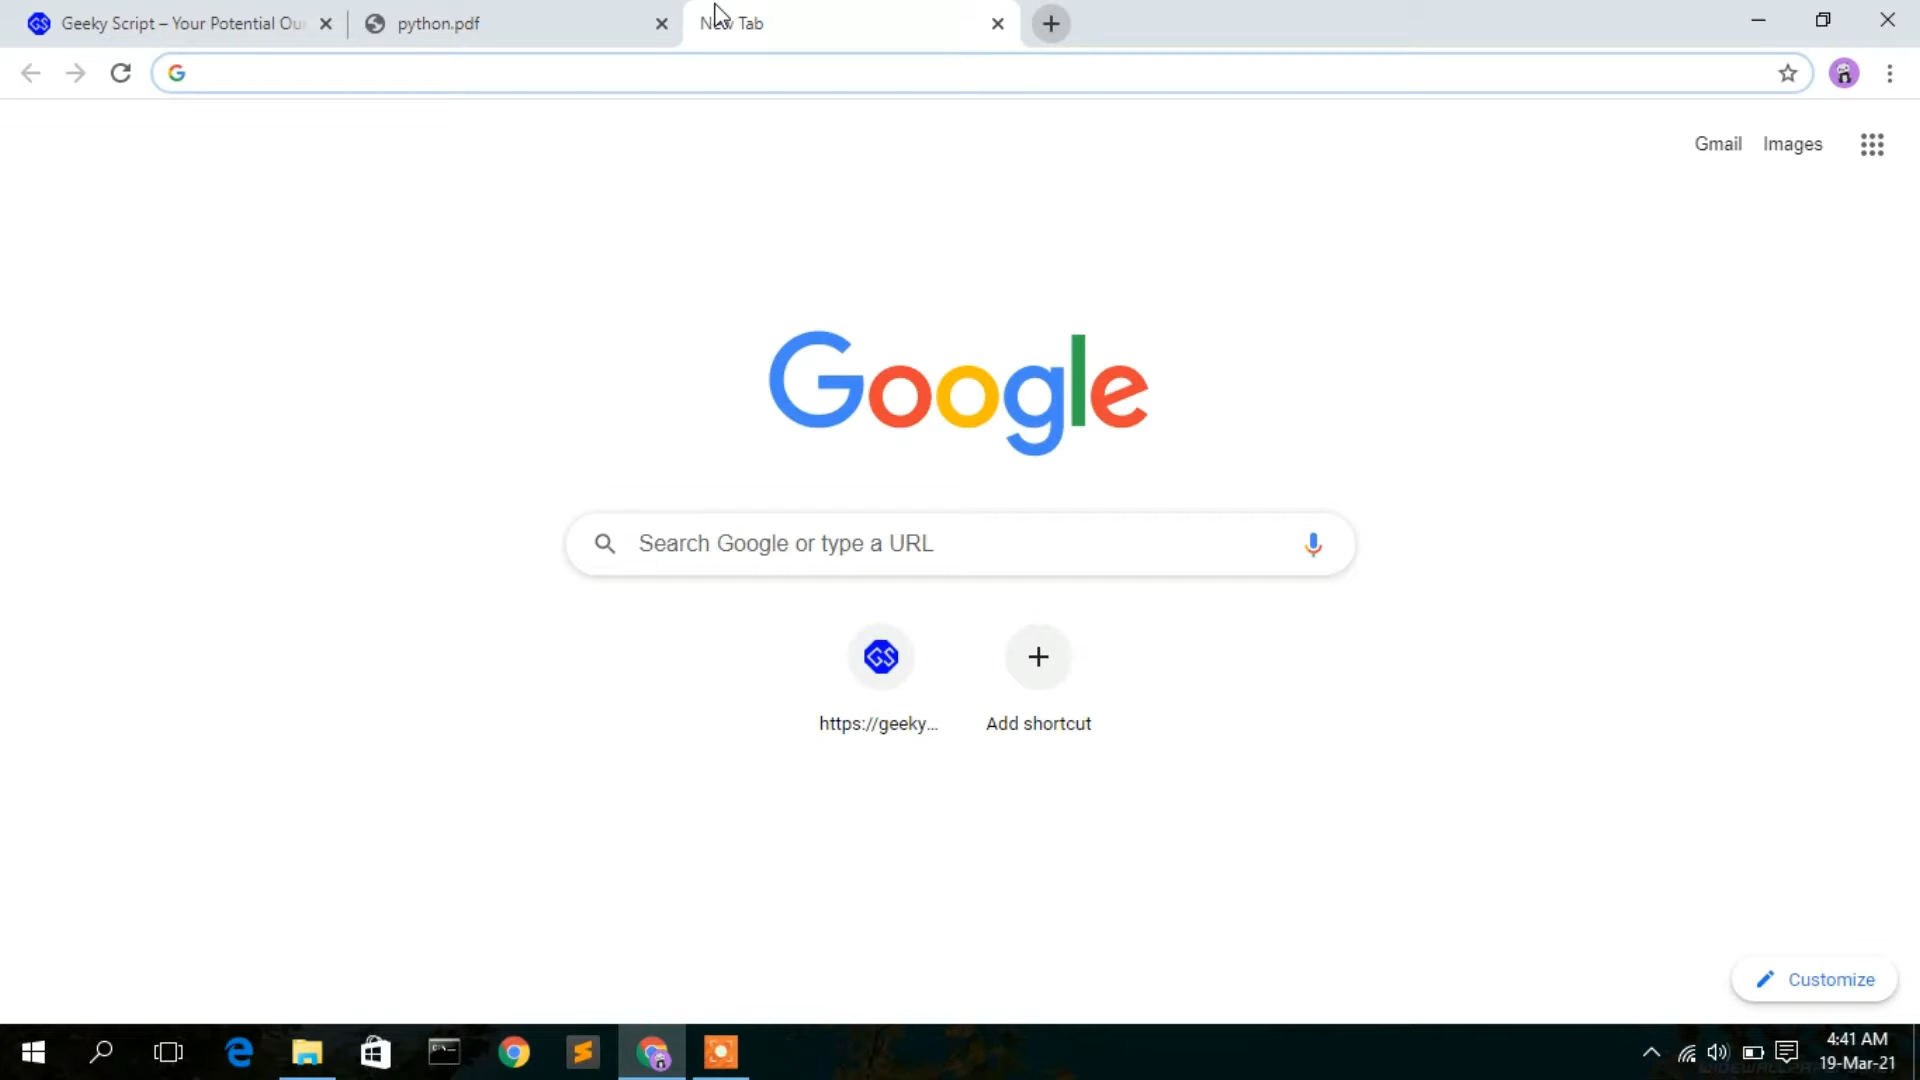 Geeky Script – Your Potential Ou
python.pdf
New Tab
Gmail
Images
Google
Search Google or type a URL
https://geeky...
Add shortcut
Customize
4:41 AM
19-Mar-21